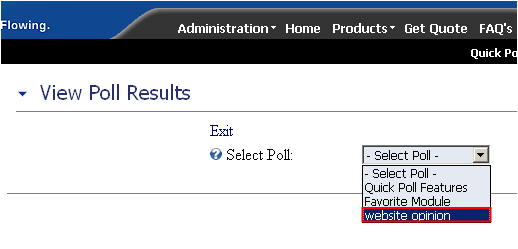 Flowing.
Administration Home Products Get Quote FAQ's
Quick Po
View Poll Results
Exit
Select Poll:
- Select Poll -
- Select Poll -
Quick Poll Features
Favorite Module
website opinion